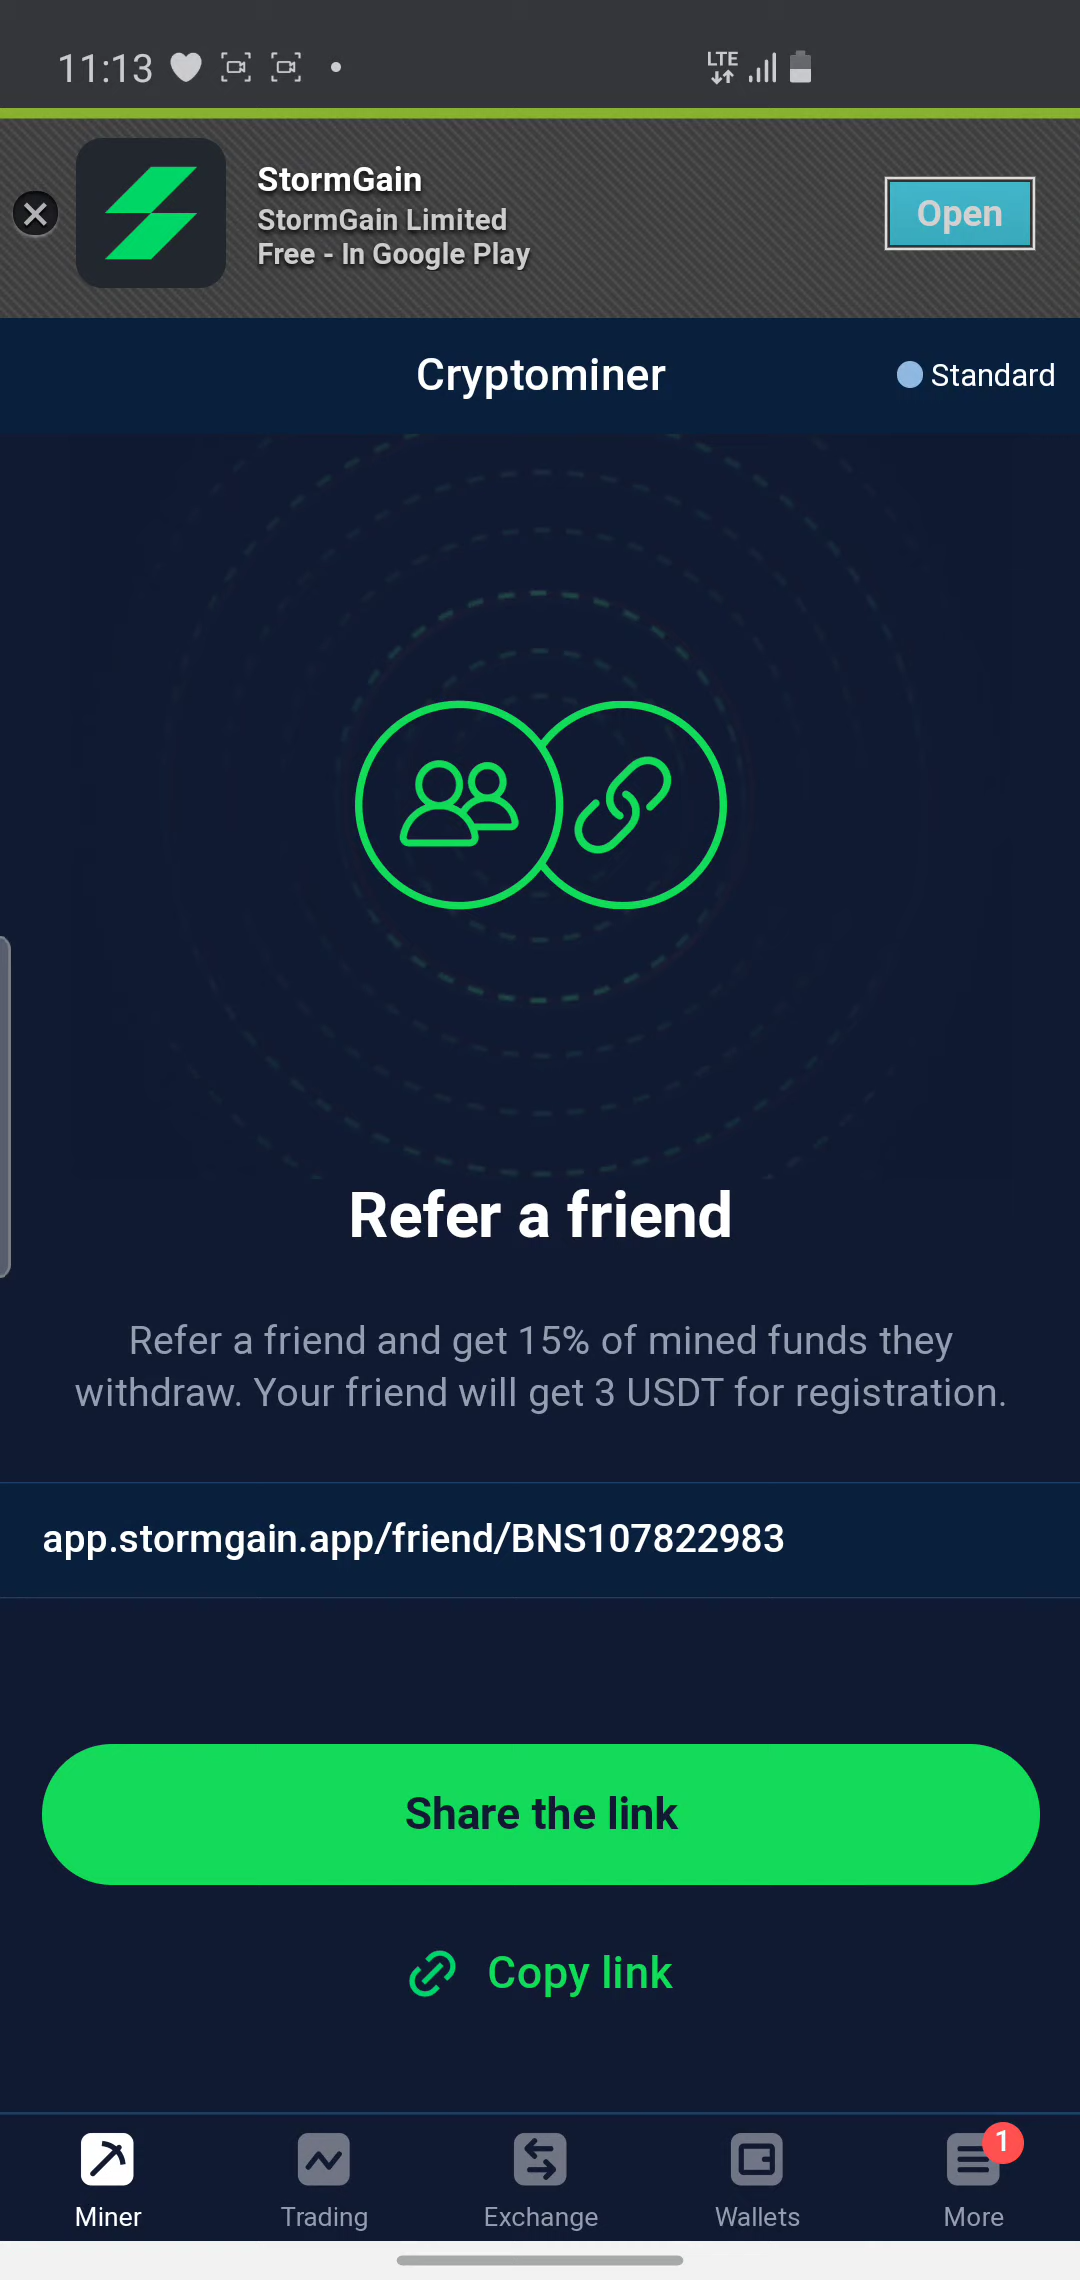 11:13
LTE
StormGain
StormGain Limited
Free - In Google Play
Open
Cryptominer
Standard
Refer a friend
Refer a friend and get 15% of mined funds they
withdraw. Your friend will get 3 USDT for registration.
app.stormgain.app/friend/BNS107822983
Share the link
Copy link
1
Miner
Trading
Exchange
Wallets
More